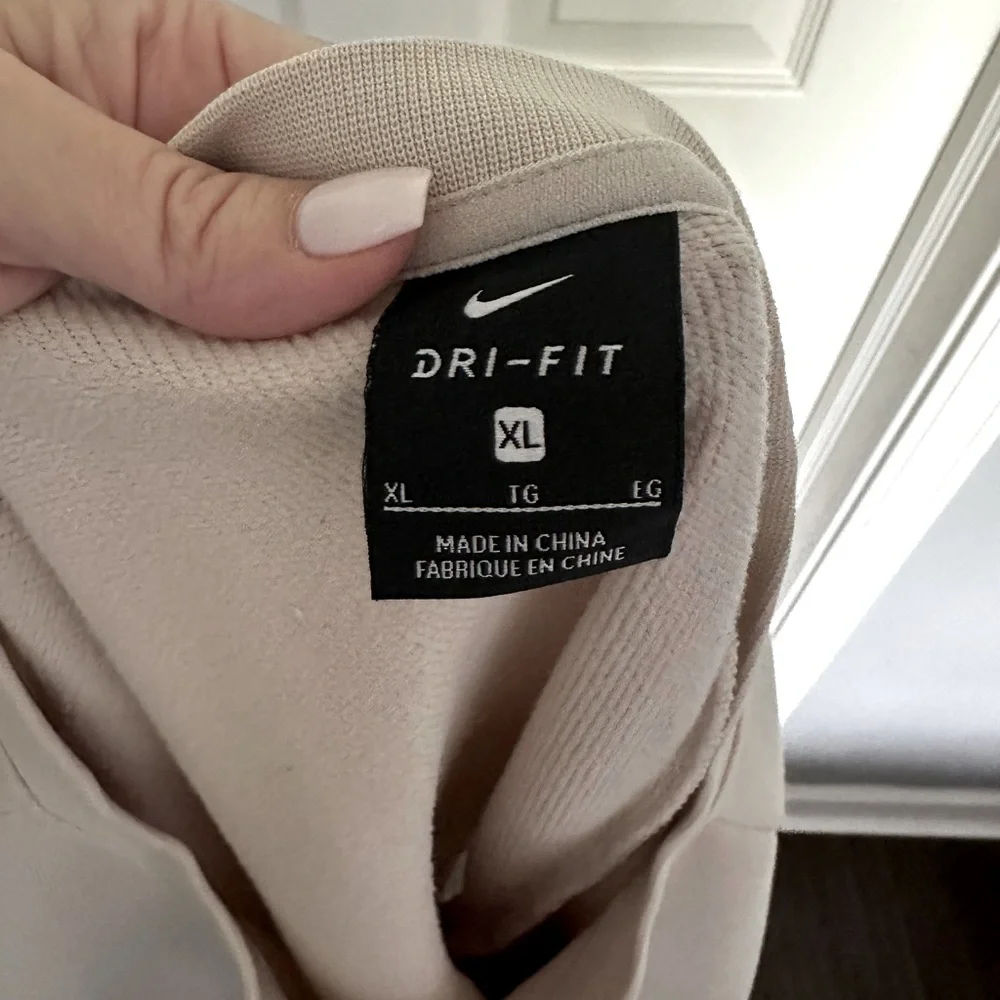 DRI-FIT
XL
XL TG EG
MADE IN CHINA
FABRIQUE EN CHINE